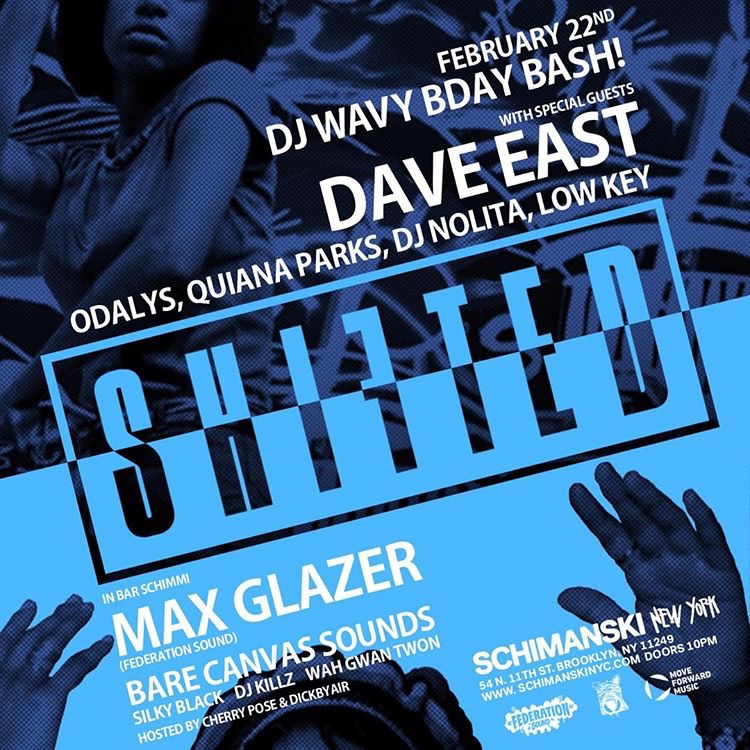 FEBRUARY 22ND
DJ WAVY BDAY BASH!
WITH SPECIAL GUESTS
DAVE EAST
ODALYS, QUIANA PARKS, DJ NOLITA, LOW KEY
SHIFTED
IN BAR SCHIMMI
MAX GLAZER
(FEDERATION SOUND)
BARE CANVAS SOUNDS
SILKY BLACK DJ KILLZ WAH GWAN TWON
HOSTED BY CHERRY POSE & DICKBYAIR
SCHIMANSKI NEW YORK
54 N. 11TH ST. BROOKLYN, NY 11249
WWW. SCHIMANSKINYC.COM DOORS 10PM
FEDERATION
SOUND
MOVE
FORWARD
MUSIC